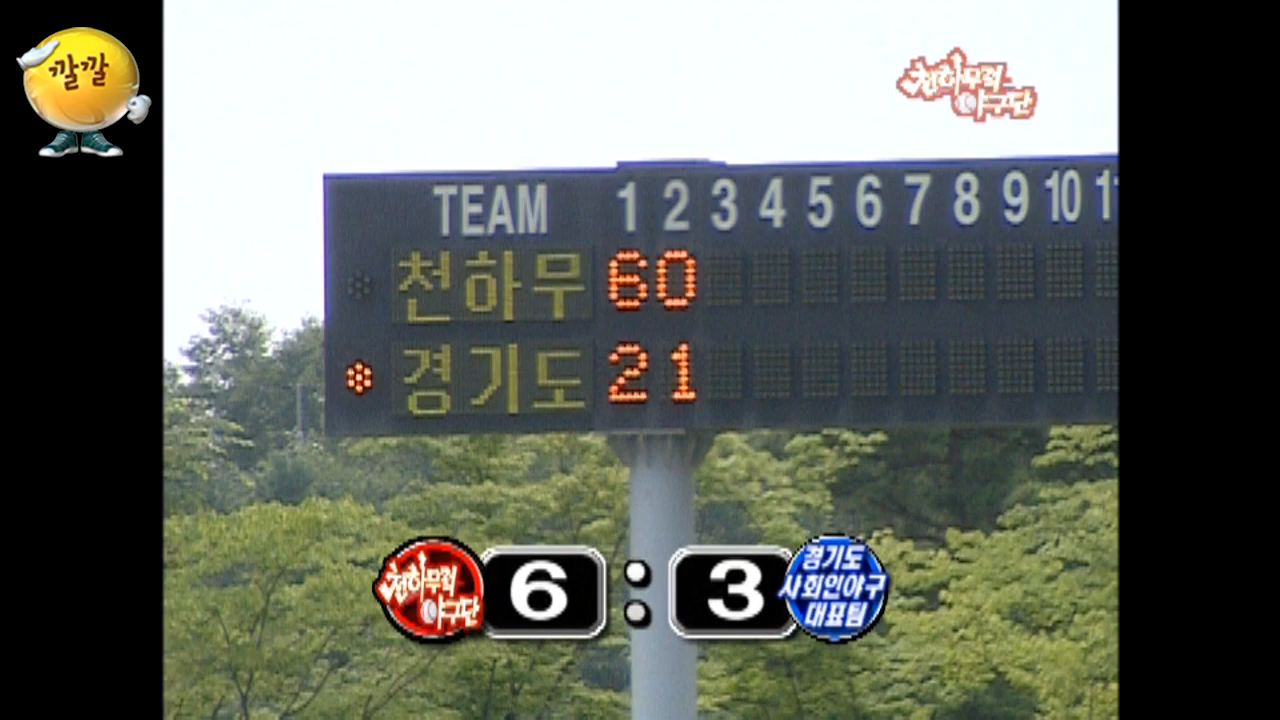 깔깔
천하무적
야구단
TEAM 1 2 3 4 5 6 7 8 9 10 11
천하무 6 0
경기도 2 1
천하무적
야구단
6 : 3
경기도
사회인야구
대표팀